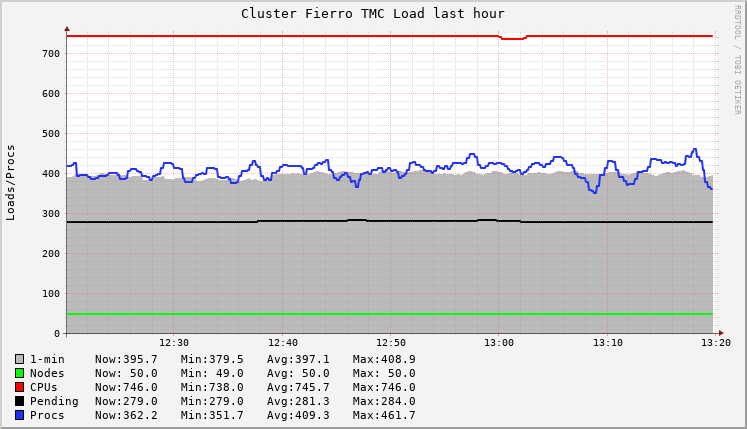 Cluster Fierro TMC Load last hour
RRDTOOL / TOBI OETIKER
Loads/Procs
700
600
500
400
300
200
100
0
12:30 12:40 12:50 13:00 13:10 13:20
1-min Now:395.7 Min:379.5 Avg:397.1 Max:408.9
Nodes Now: 50.0 Min: 49.0 Avg: 50.0 Max: 50.0
CPUs Now:746.0 Min:738.0 Avg:745.7 Max:746.0
Pending Now:279.0 Min:279.0 Avg:281.3 Max:284.0
Procs Now:362.2 Min:351.7 Avg:409.3 Max:461.7